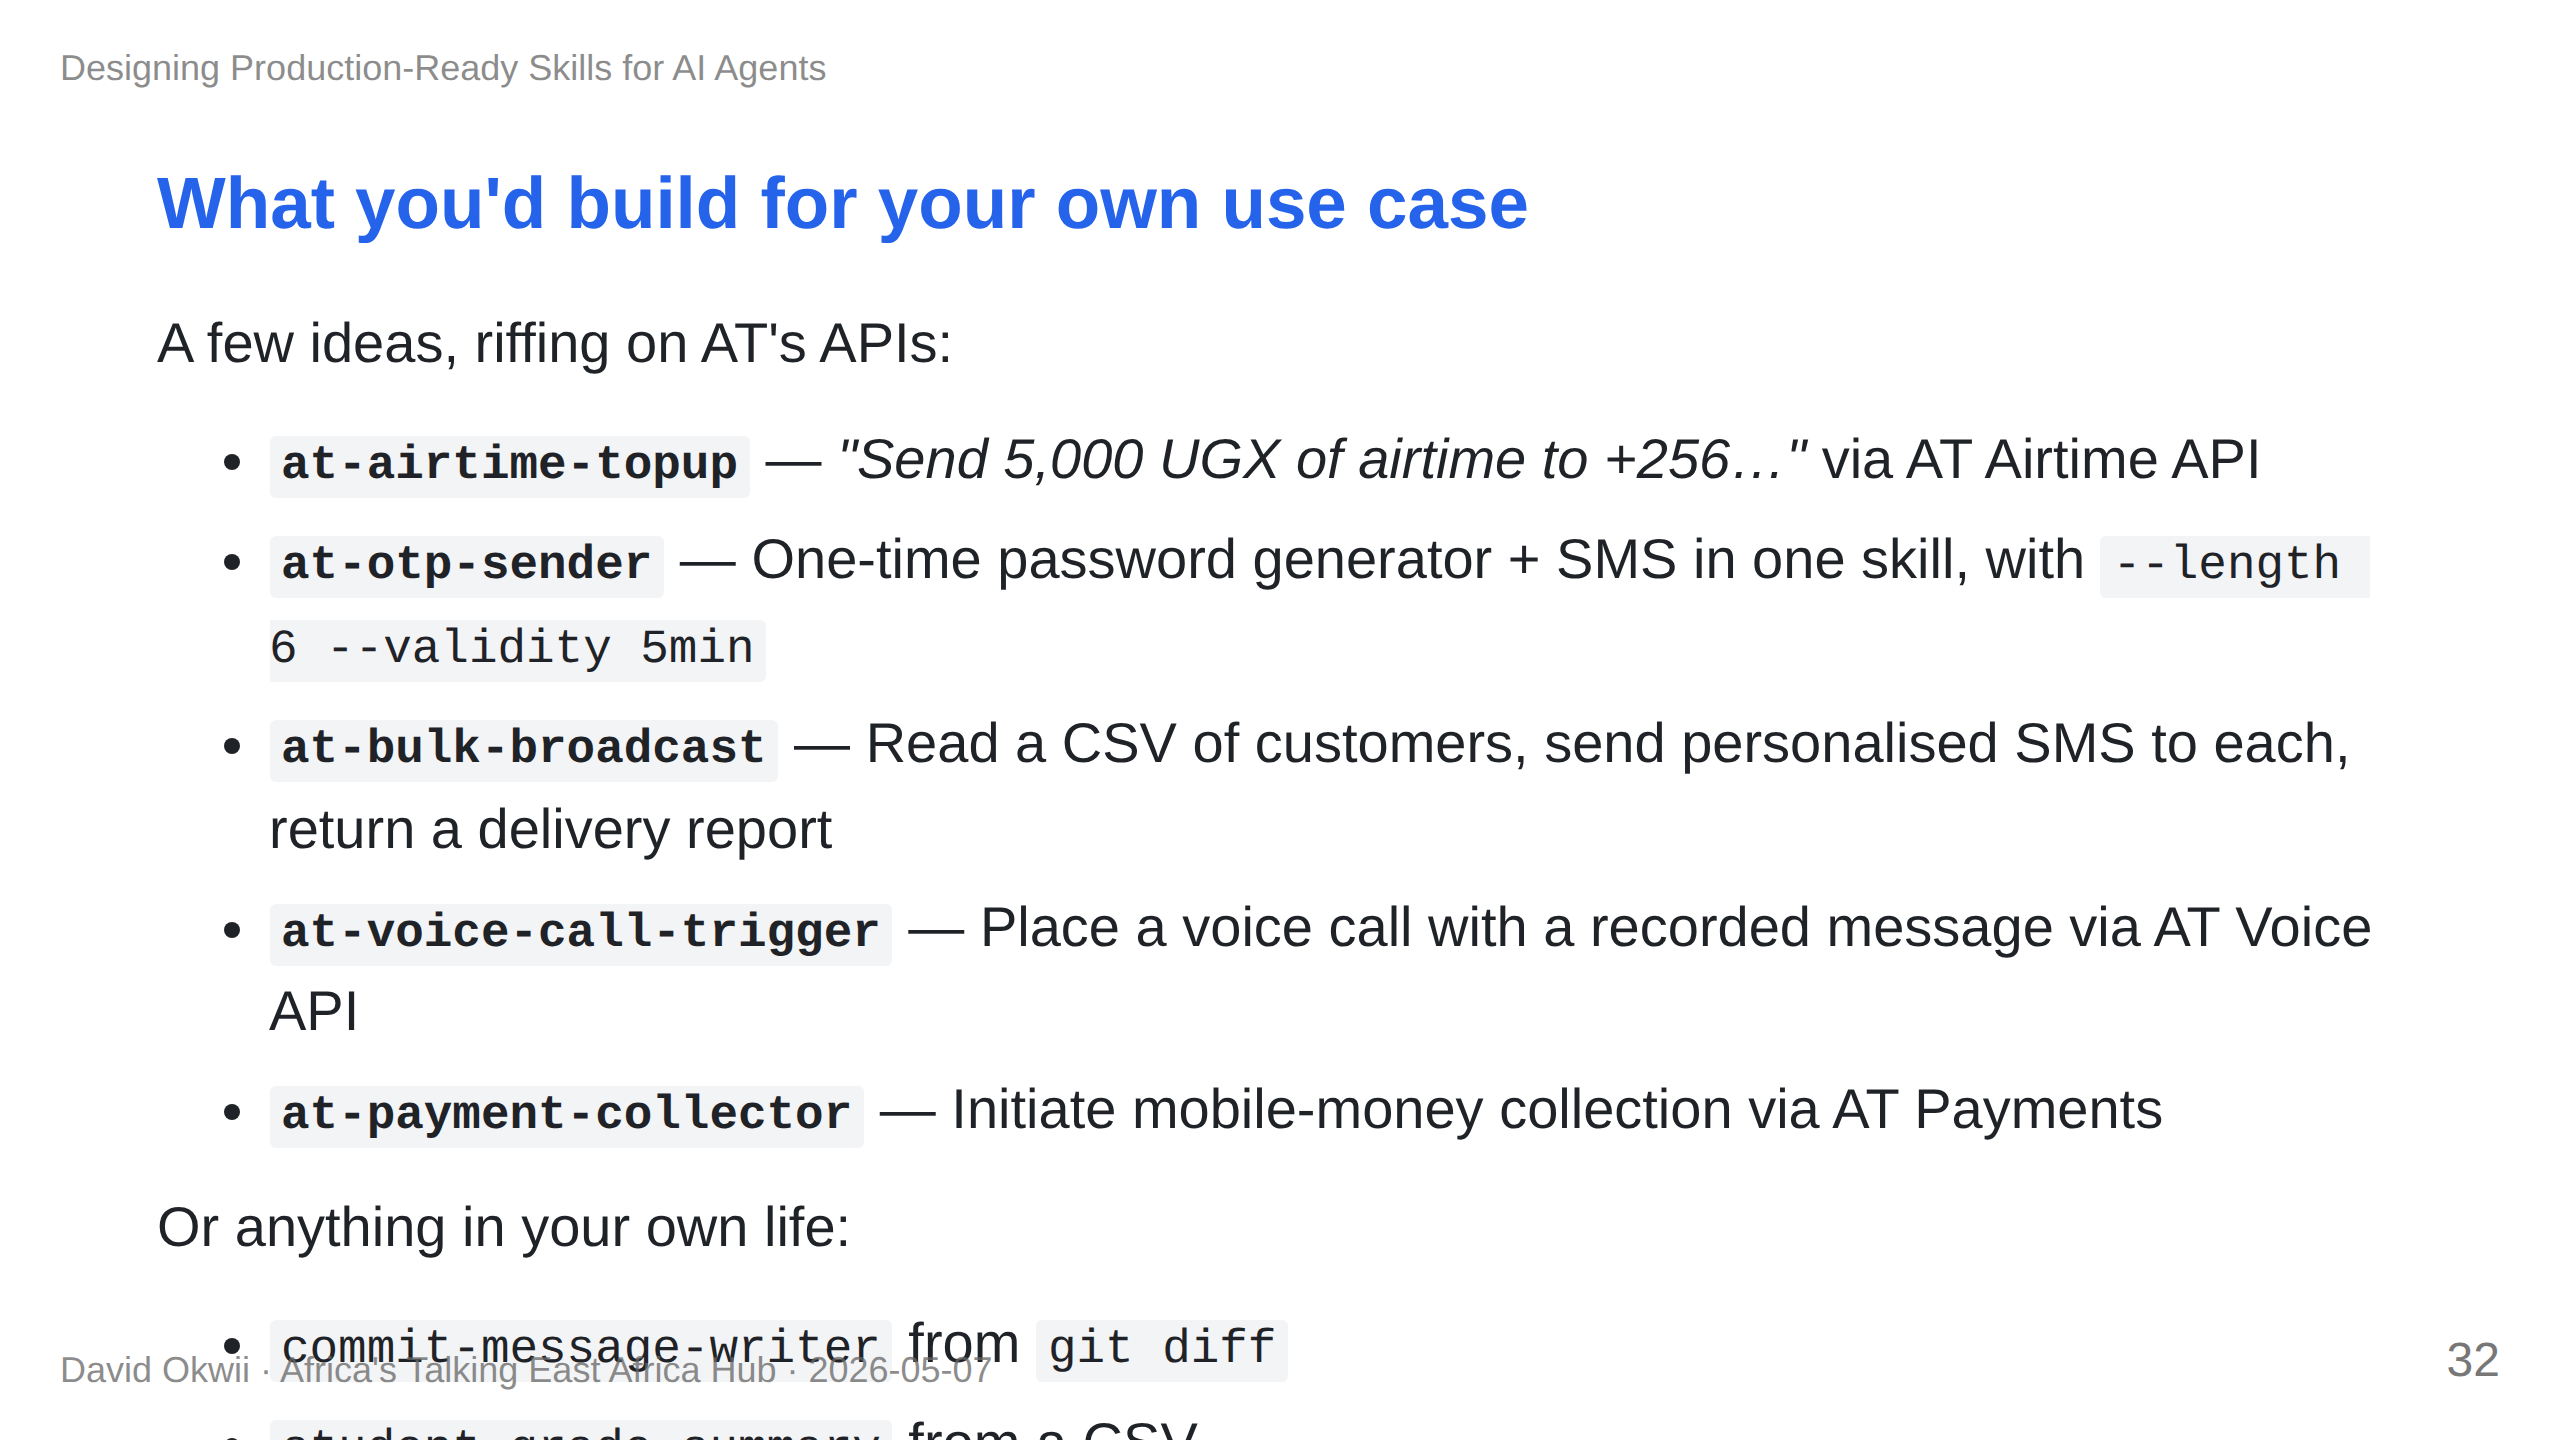 Designing Production-Ready Skills for AI Agents
What you'd build for your own use case
A few ideas, riffing on AT's APIs:
• at-airtime-topup — "Send 5,000 UGX of airtime to +256…" via AT Airtime API
• at-otp-sender — One-time password generator + SMS in one skill, with --length
6 --validity 5min
• at-bulk-broadcast — Read a CSV of customers, send personalised SMS to each,
return a delivery report
• at-voice-call-trigger — Place a voice call with a recorded message via AT Voice
API
• at-payment-collector — Initiate mobile-money collection via AT Payments
Or anything in your own life:
• commit-message-writer from git diff
David Okwii · Africa's Talking East Africa Hub · 2026-05-07
32
• student-grade-summary from a CSV